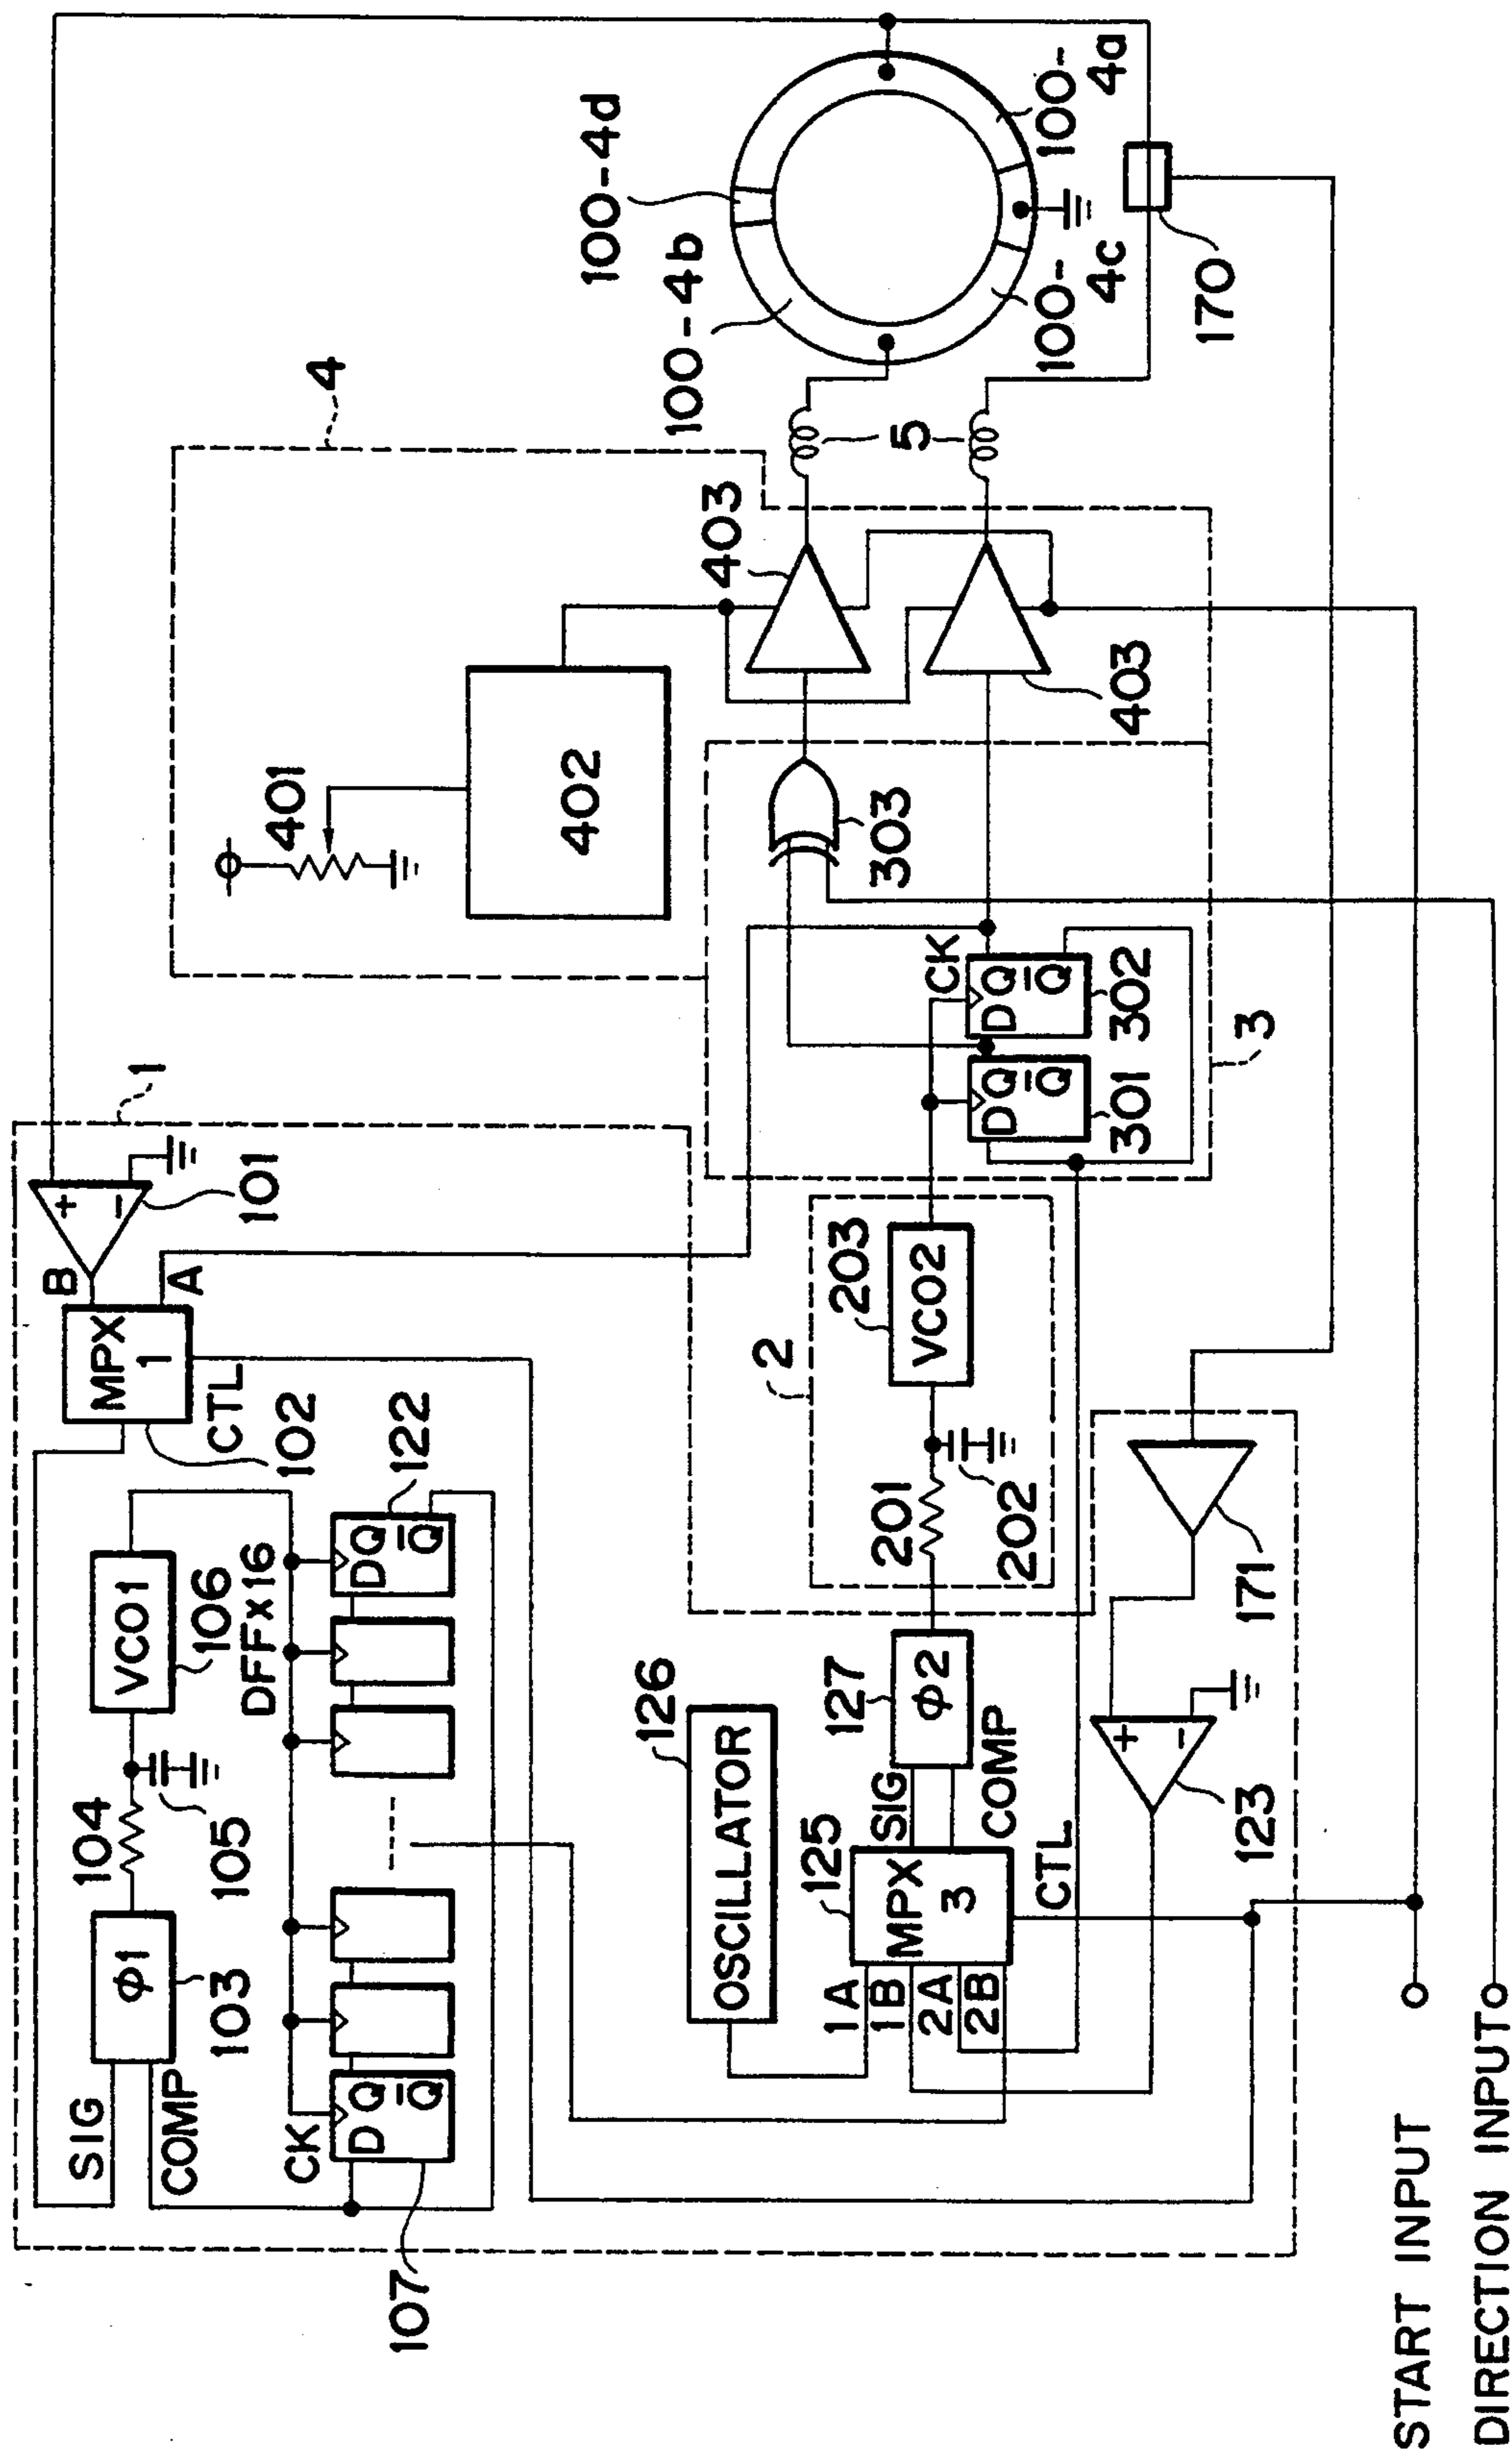 1
SIG
COMP
φ1
103
104
105
VCO1
106
DFFX16
CK
D Q
Q̅
107
D Q
Q̅
122
MPX
1
B
A
CTL
102
+
−
101
OSCILLATOR
126
1A
1B
2A
2B
MPX
3
125
SIG
COMP
CTL
φ2
127
+
−
123
171
2
201
202
VCO2
203
3
D Q
Q̅
301
CK
D Q
Q̅
302
303
4
401
402
403
403
5
100-4d
100-4b
100-
4a
100-
4c
170
START INPUT
DIRECTION INPUT